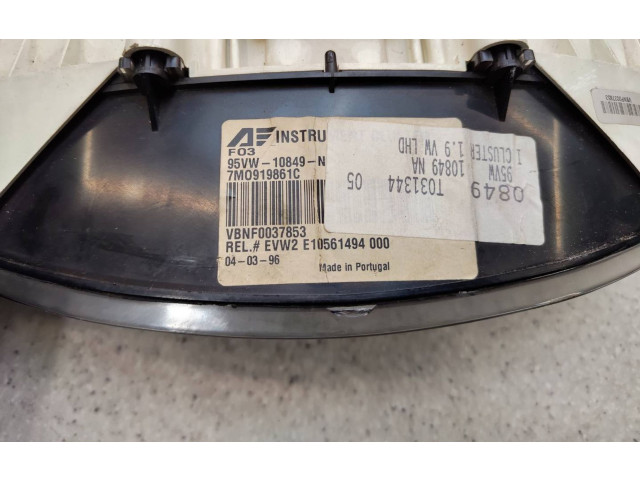 AE INSTRU
F03
95VW-10849-N
7M0919861C
VBNF0037853
REL.# EVW2 E10561494 000
04-03-96
Made in Portugal
0849
T031344 05
10849 NA
95VW
I CLUSTER 1.9 VW LHD